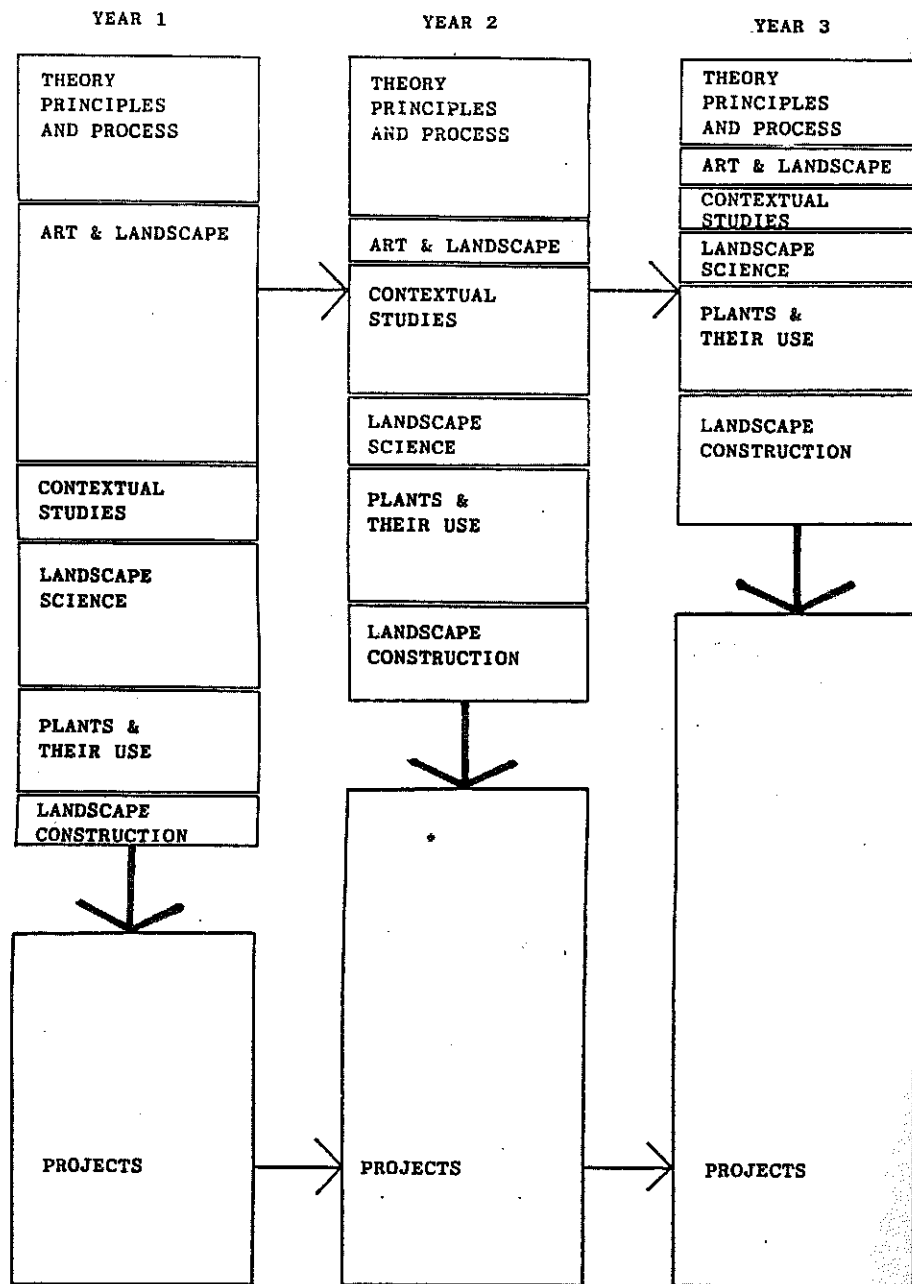 YEAR 1
THEORY
PRINCIPLES
AND PROCESS
ART & LANDSCAPE
CONTEXTUAL
STUDIES
LANDSCAPE
SCIENCE
PLANTS &
THEIR USE
LANDSCAPE
CONSTRUCTION
PROJECTS
YEAR 2
THEORY
PRINCIPLES
AND PROCESS
ART & LANDSCAPE
CONTEXTUAL
STUDIES
LANDSCAPE
SCIENCE
PLANTS &
THEIR USE
LANDSCAPE
CONSTRUCTION
PROJECTS
YEAR 3
THEORY
PRINCIPLES
AND PROCESS
ART & LANDSCAPE
CONTEXTUAL
STUDIES
LANDSCAPE
SCIENCE
PLANTS &
THEIR USE
LANDSCAPE
CONSTRUCTION
PROJECTS